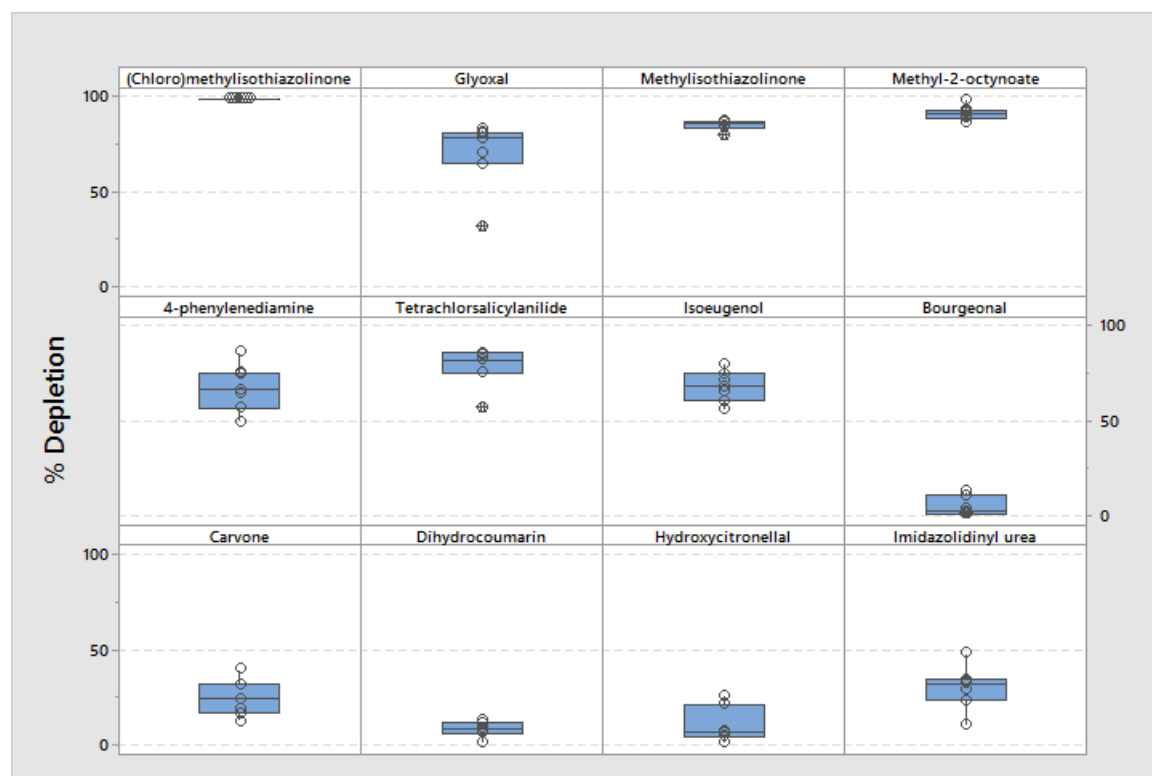 (Chloro)methylisothiazolinone Glyoxal Methylisothiazolinone Methyl-2-octynoate
100
50
0
4-phenylenediamine Tetrachlorsalicylanilide Isoeugenol Bourgeonal
100
50
0
% Depletion
Carvone Dihydrocoumarin Hydroxycitronellal Imidazolidinyl urea
100
50
0